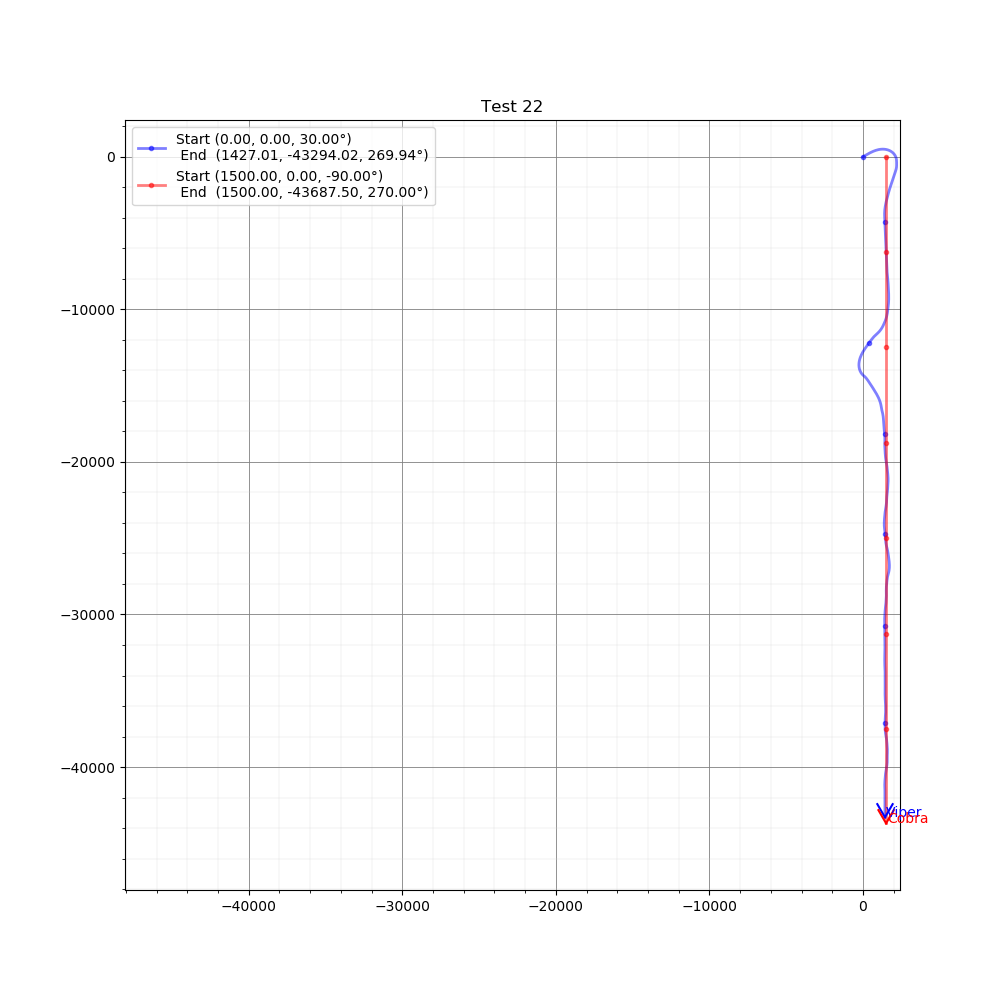 Test 22
Start (0.00, 0.00, 30.00°)
End (1427.01, -43294.02, 269.94°)
Start (1500.00, 0.00, -90.00°)
End (1500.00, -43687.50, 270.00°)
0
−10000
−20000
−30000
−40000
Viper
Cobra
−40000
−30000
−20000
−10000
0